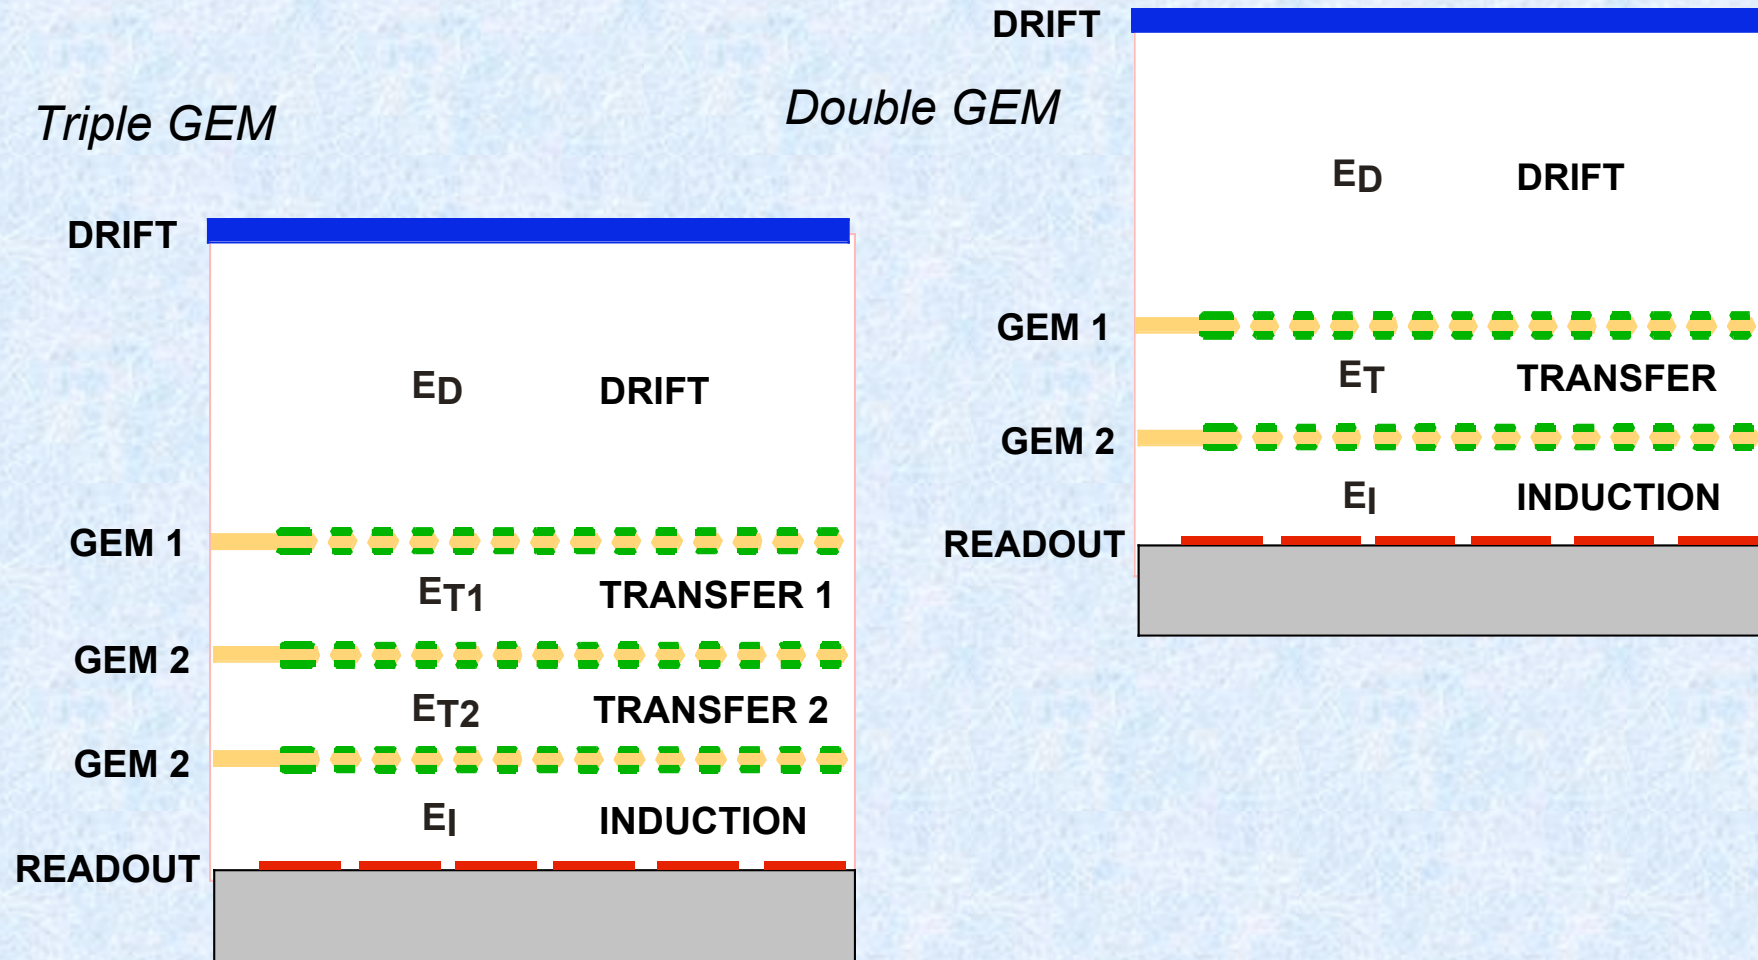 Triple GEM
DRIFT
ED DRIFT
GEM 1
ET1 TRANSFER 1
GEM 2
ET2 TRANSFER 2
GEM 2
EI INDUCTION
READOUT
Double GEM
DRIFT
ED DRIFT
GEM 1
ET TRANSFER
GEM 2
EI INDUCTION
READOUT